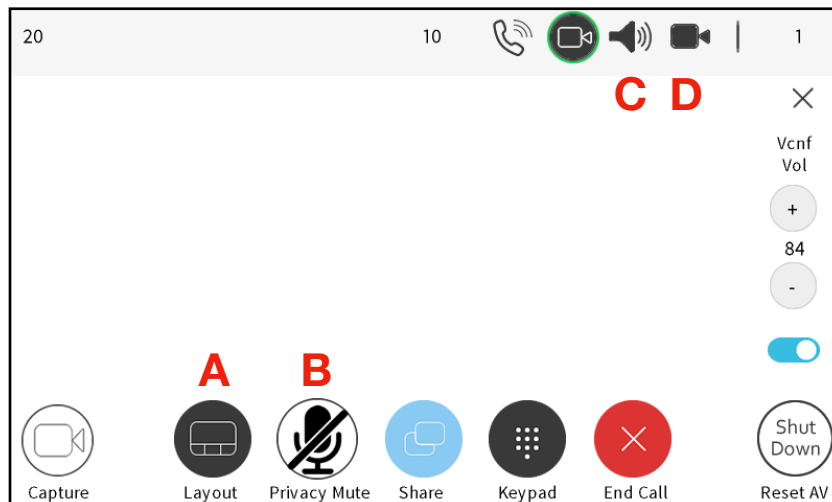 20 10 1
C D
Vcnf
Vol
+
84
-
A B
Capture Layout Privacy Mute Share Keypad End Call
Shut
Down
Reset AV